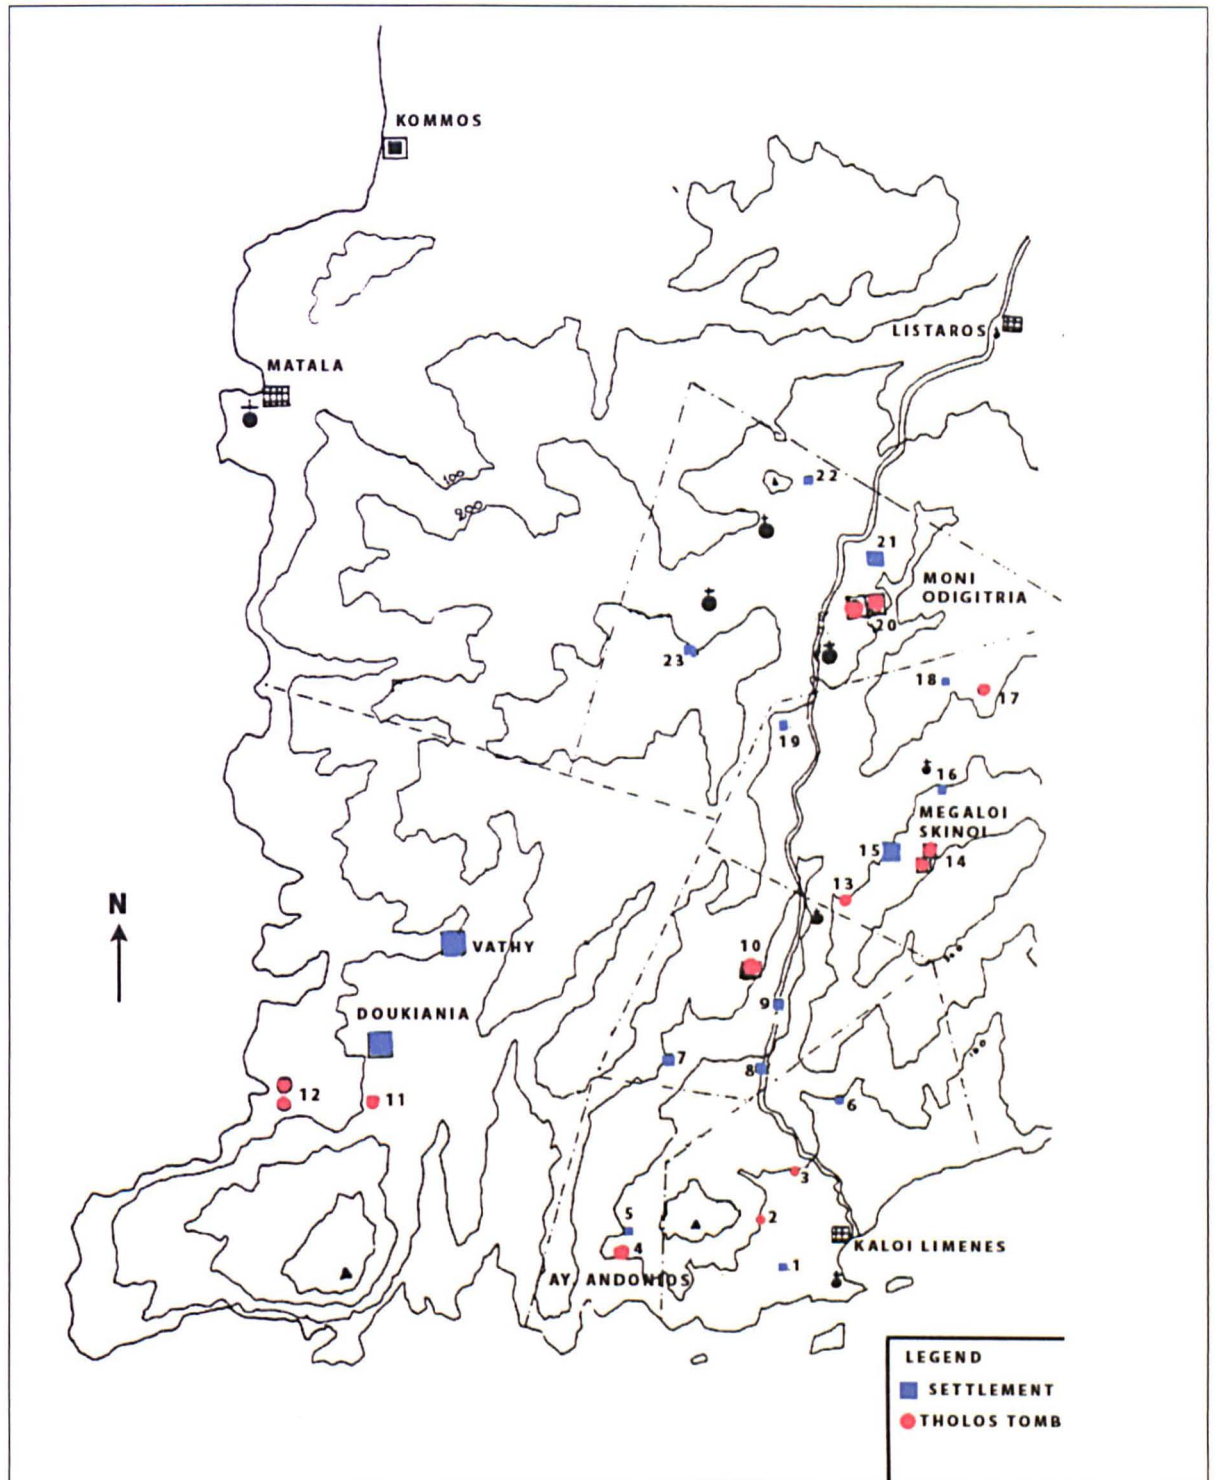 KOMMOS
LISTAROS
MATALA
100
200
22
21
MONI
ODIGITRIA
20
23
18
17
19
16
MEGALOI
SKINOI
15
14
13
N
VATHY
10
9
DOUKIANIA
7
8
12
11
6
3
5
2
4
KALOI LIMENES
1
AY. ANDONIOS
LEGEND
SETTLEMENT
THOLOS TOMB